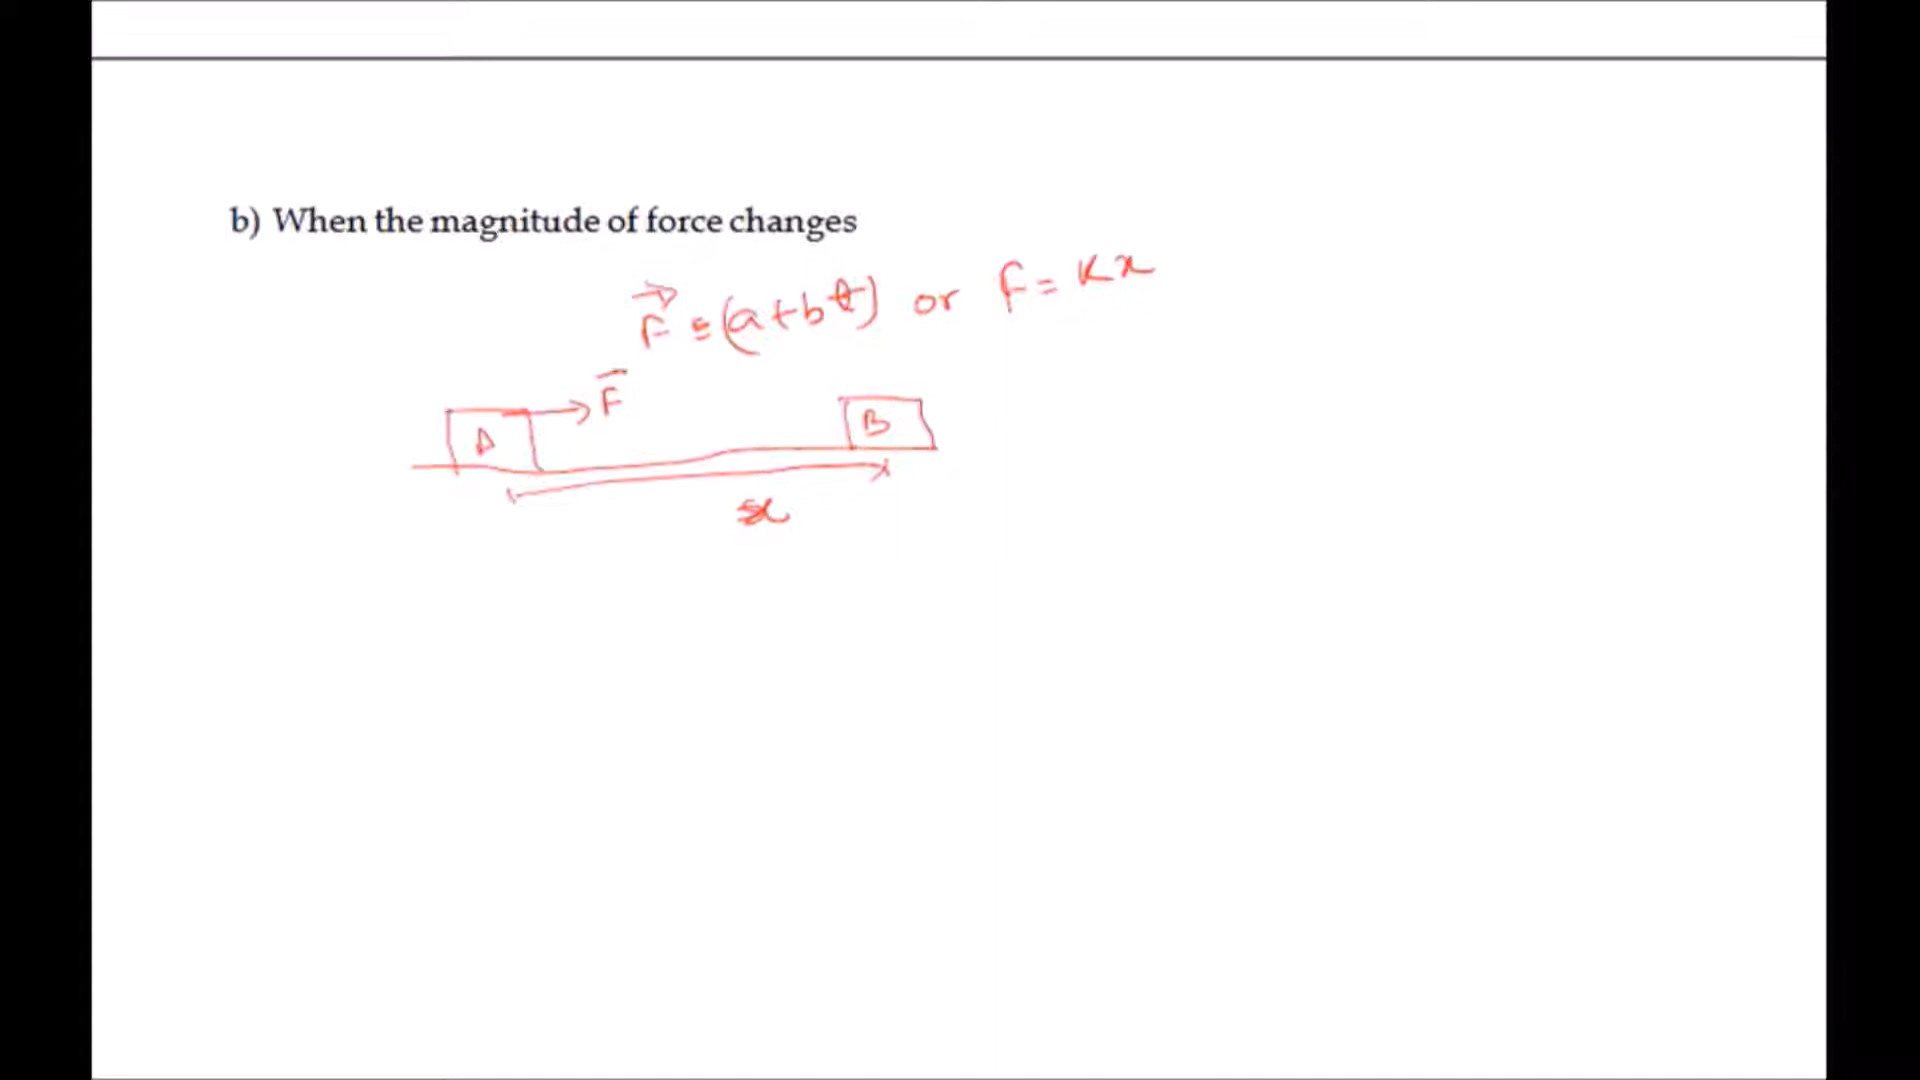 b) When the magnitude of force changes
F⃗ = (a+bt) or F = Kx
F⃗
A
B
x